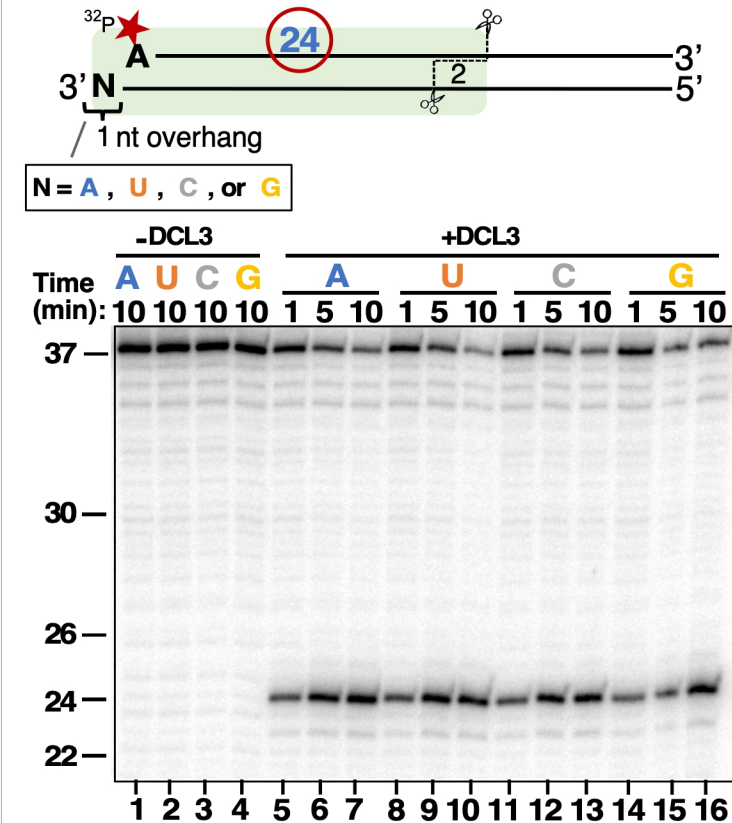 32P
A
24
3’
2
3’ N
5’
1 nt overhang
N = A , U , C , or G
-DCL3
+DCL3
A U C G
A U C G
Time
(min):
10 10 10 10 1 5 10 1 5 10 1 5 10 1 5 10
37
30
26
24
22
1 2 3 4 5 6 7 8 9 10 11 12 13 14 15 16